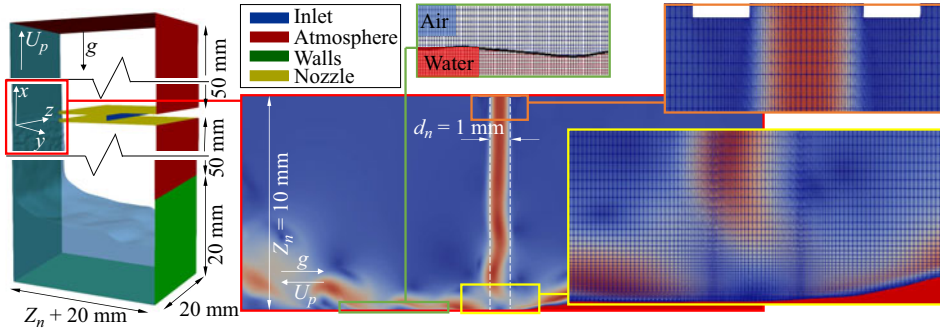 U_p
g
x
z
y
50 mm
50 mm
20 mm
20 mm
Z_n + 20 mm
Inlet
Atmosphere
Walls
Nozzle
Air
Water
d_n = 1 mm
Z_n = 10 mm
g
U_p